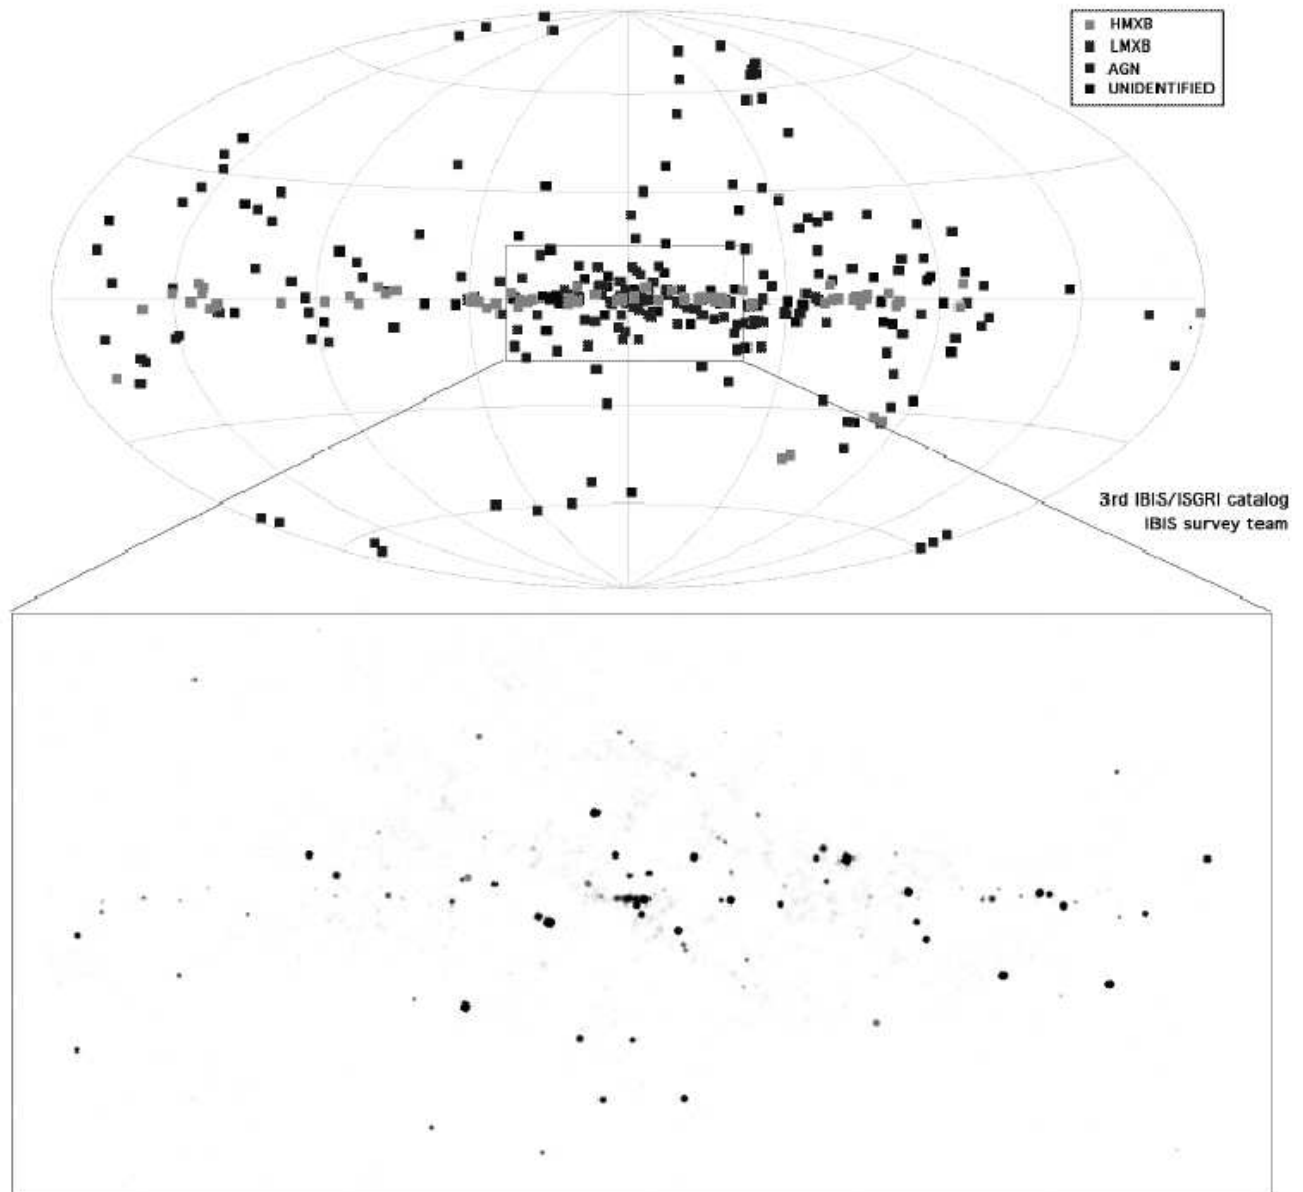 HMXB
LMXB
AGN
UNIDENTIFIED
3rd IBIS/ISGRI catalog
IBIS survey team